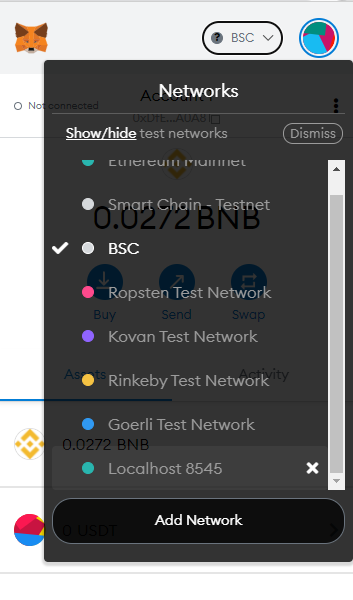 BSC
Networks
Not connected
Account 1
Show/hide test networks
Dismiss
Ethereum Mainnet
Smart Chain - Testnet
0.0272 BNB
BSC
Ropsten Test Network
Buy
Send
Swap
Kovan Test Network
Assets
Activity
Rinkeby Test Network
Goerli Test Network
0.0272 BNB
Localhost 8545
Add Network
0 USDT